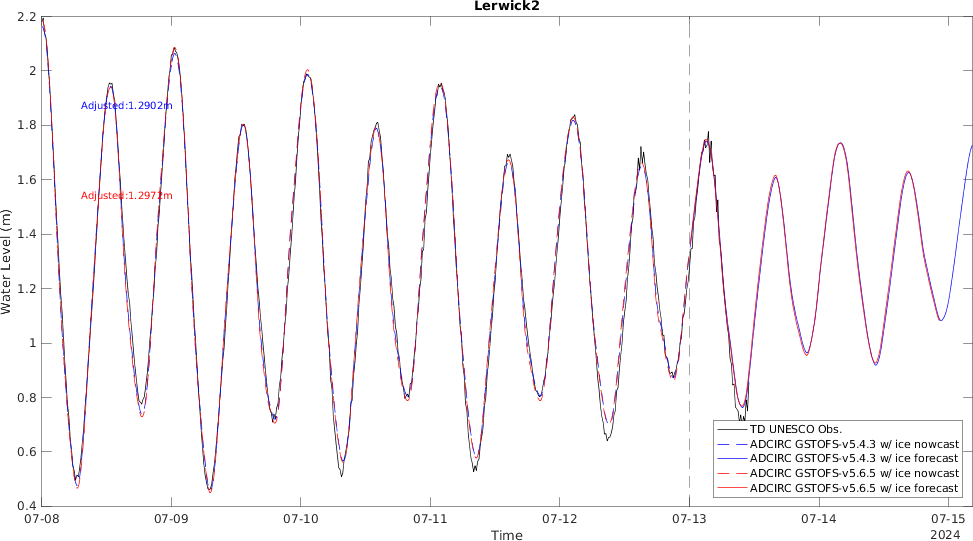 Lerwick2
2.2
2
1.8
1.6
1.4
1.2
1
0.8
0.6
0.4
Water Level (m)
Adjusted:1.2902m
Adjusted:1.2972m
TD UNESCO Obs.
ADCIRC GSTOFS-v5.4.3 w/ ice nowcast
ADCIRC GSTOFS-v5.4.3 w/ ice forecast
ADCIRC GSTOFS-v5.6.5 w/ ice nowcast
ADCIRC GSTOFS-v5.6.5 w/ ice forecast
07-08 07-09 07-10 07-11 07-12 07-13 07-14 07-15
Time
2024